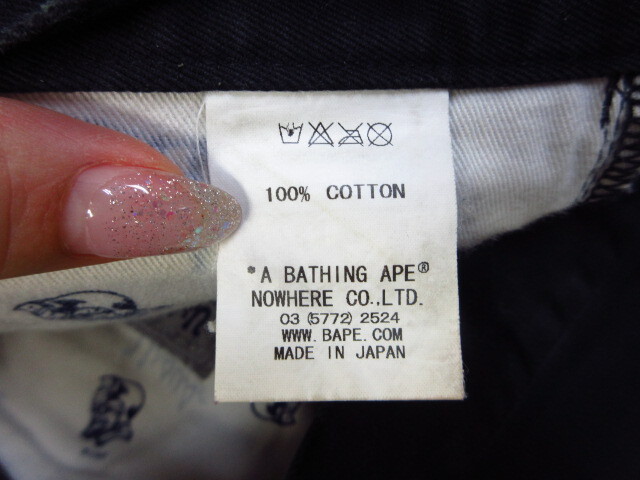 100% COTTON
*A BATHING APE®
NOWHERE CO.,LTD.
03 (5772) 2524
WWW.BAPE.COM
MADE IN JAPAN